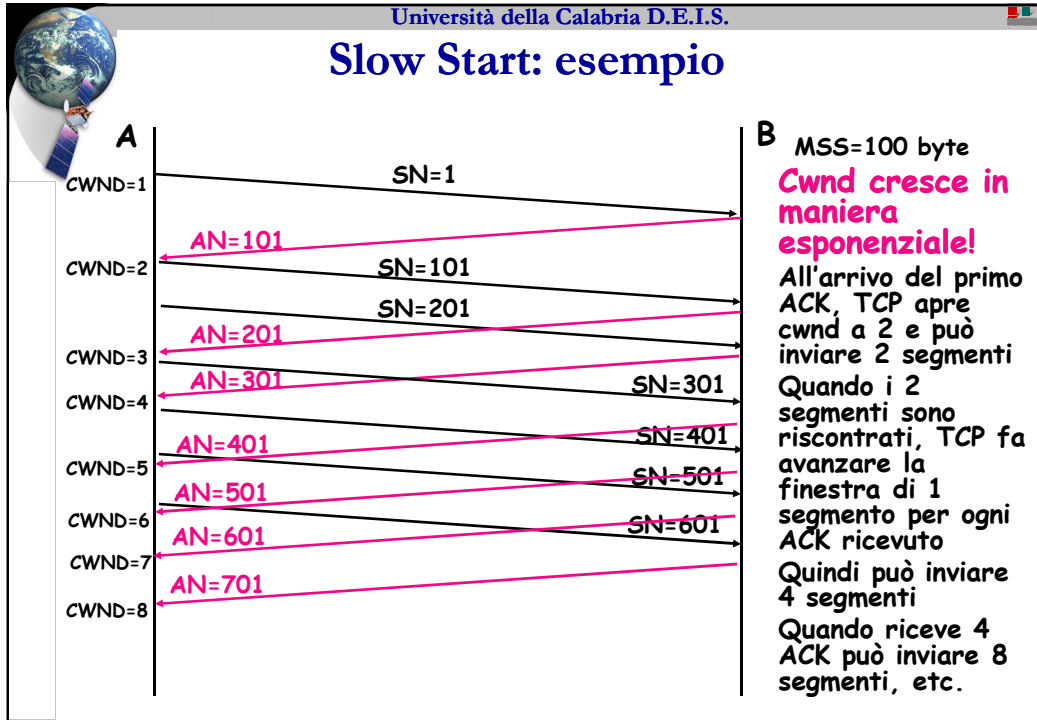 Università della Calabria D.E.I.S.
Slow Start: esempio
A
B
MSS=100 byte
CWND=1
SN=1
AN=101
CWND=2
SN=101
SN=201
AN=201
CWND=3
AN=301
SN=301
CWND=4
SN=401
AN=401
CWND=5
SN=501
AN=501
CWND=6
SN=601
AN=601
CWND=7
AN=701
CWND=8
Cwnd cresce in
maniera
esponenziale!
All'arrivo del primo
ACK, TCP apre
cwnd a 2 e può
inviare 2 segmenti
Quando i 2
segmenti sono
riscontrati, TCP fa
avanzare la
finestra di 1
segmento per ogni
ACK ricevuto
Quindi può inviare
4 segmenti
Quando riceve 4
ACK può inviare 8
segmenti, etc.